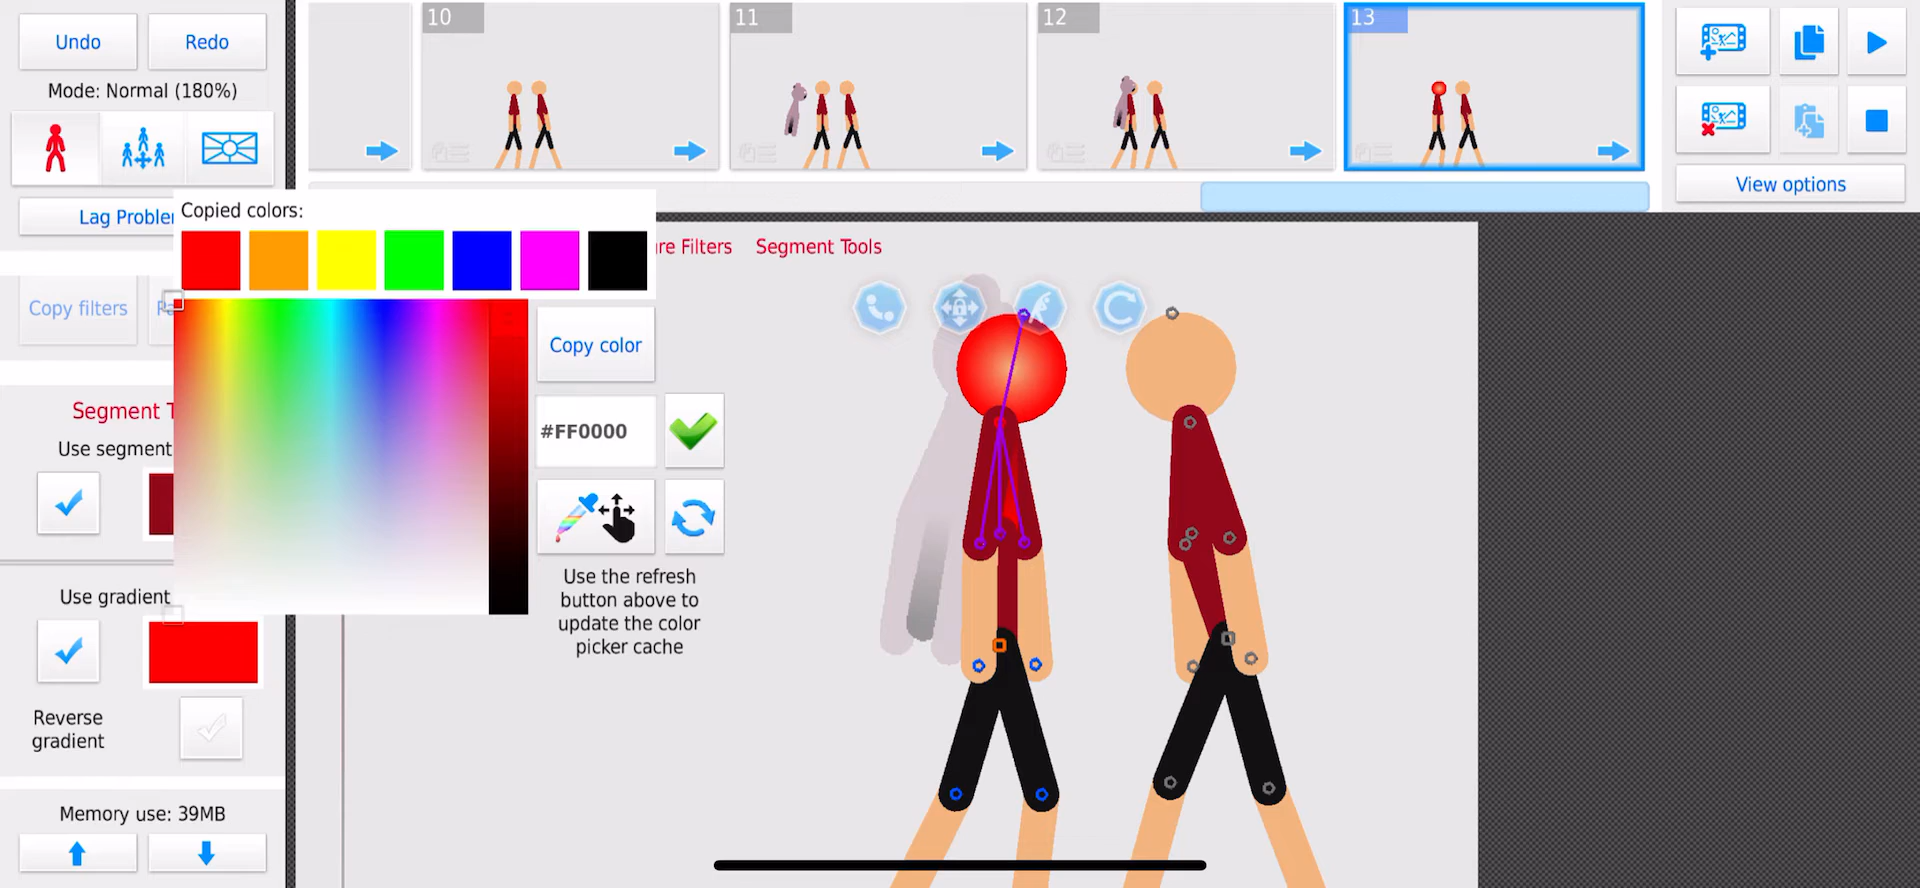 Undo
Redo
Mode: Normal (180%)
Lag Proble
Copy filters
Segment T
Use segment
Use gradient
Reverse
gradient
Memory use: 39MB
10
11
12
13
View options
Copied colors:
re Filters
Segment Tools
Copy color
#FF0000
Use the refresh
button above to
update the color
picker cache